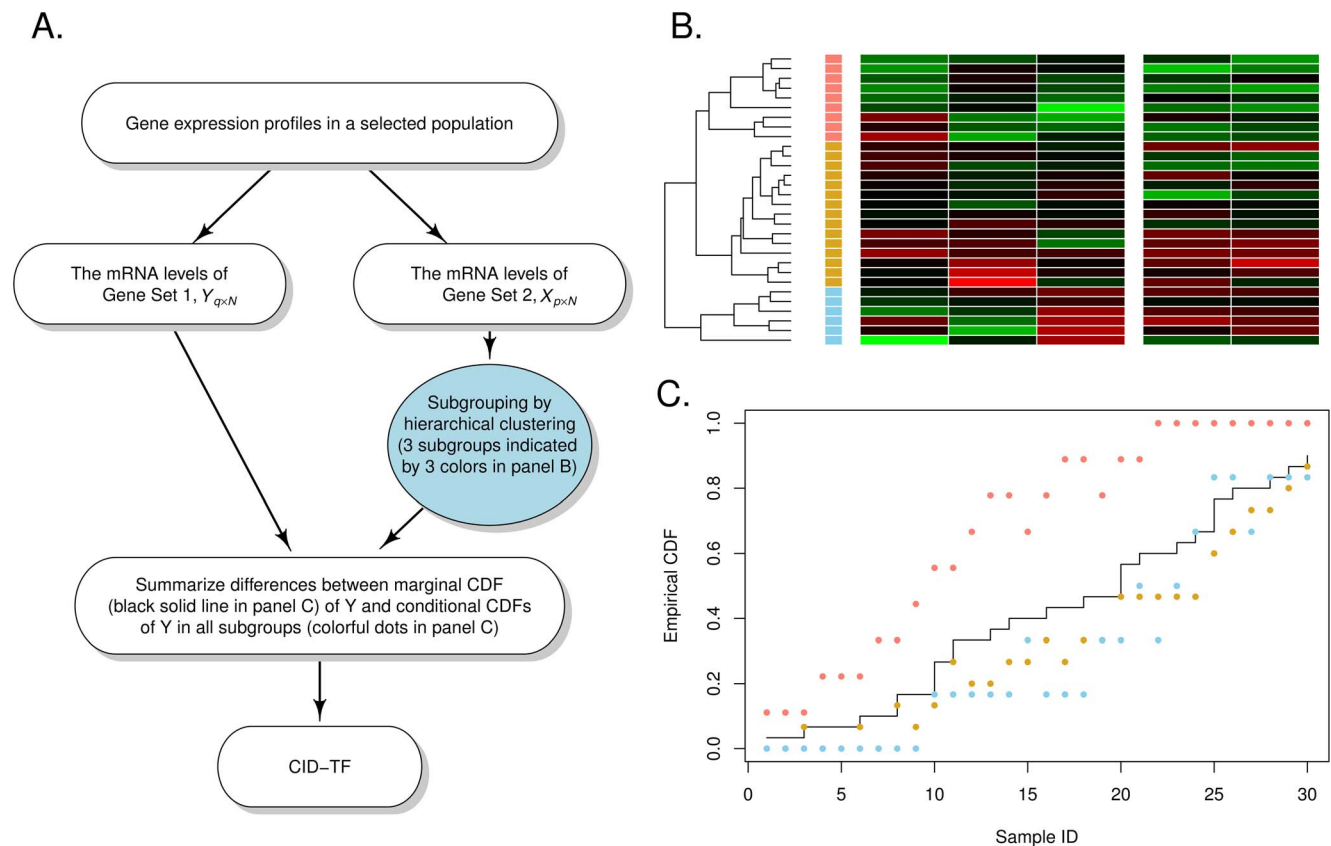 A.
Gene expression profiles in a selected population
The mRNA levels of
Gene Set 1, Yq×N
The mRNA levels of
Gene Set 2, Xp×N
Subgrouping by
hierarchical clustering
(3 subgroups indicated
by 3 colors in panel B)
Summarize differences between marginal CDF
(black solid line in panel C) of Y and conditional CDFs
of Y in all subgroups (colorful dots in panel C)
CID−TF
B.
C.
Empirical CDF
1.0
0.8
0.6
0.4
0.2
0.0
0 5 10 15 20 25 30
Sample ID